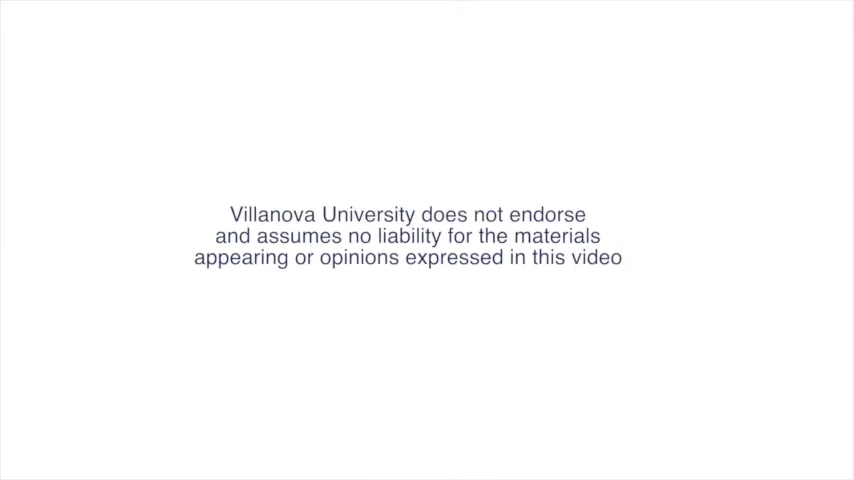 Villanova University does not endorse
and assumes no liability for the materials
appearing or opinions expressed in this video